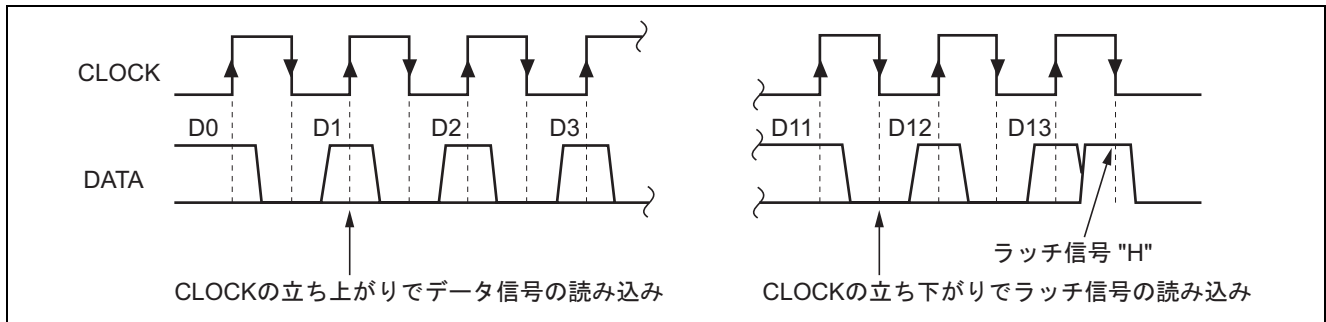 CLOCK
D0 D1 D2 D3 D11 D12 D13
DATA
ラッチ信号 "H"
CLOCKの立ち上がりでデータ信号の読み込み
CLOCKの立ち下がりでラッチ信号の読み込み